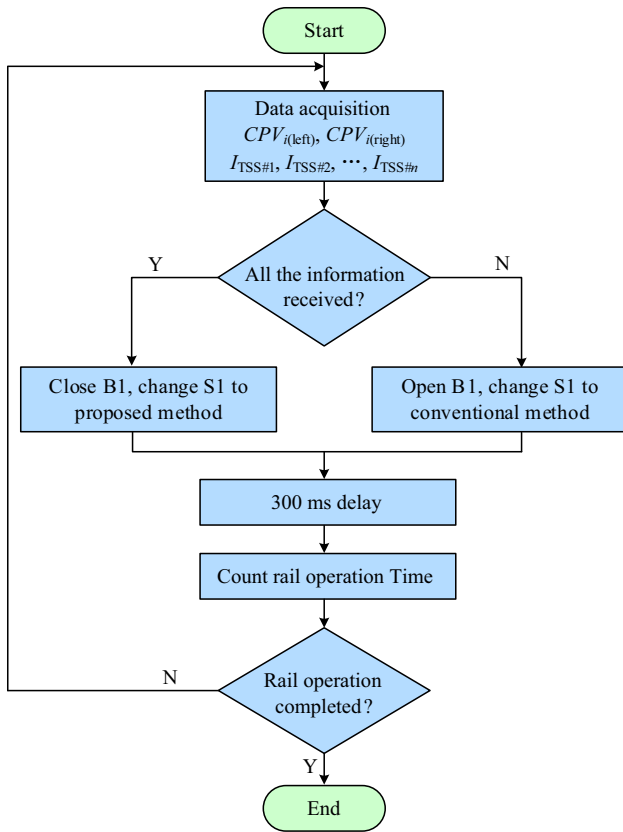 Start
Data acquisition
CPVi(left), CPVi(right)
ITSS#1, ITSS#2, ···, ITSS#n
All the information
received?
Y
N
Close B1, change S1 to
proposed method
Open B1, change S1 to
conventional method
300 ms delay
Count rail operation Time
Rail operation
completed?
N
Y
End